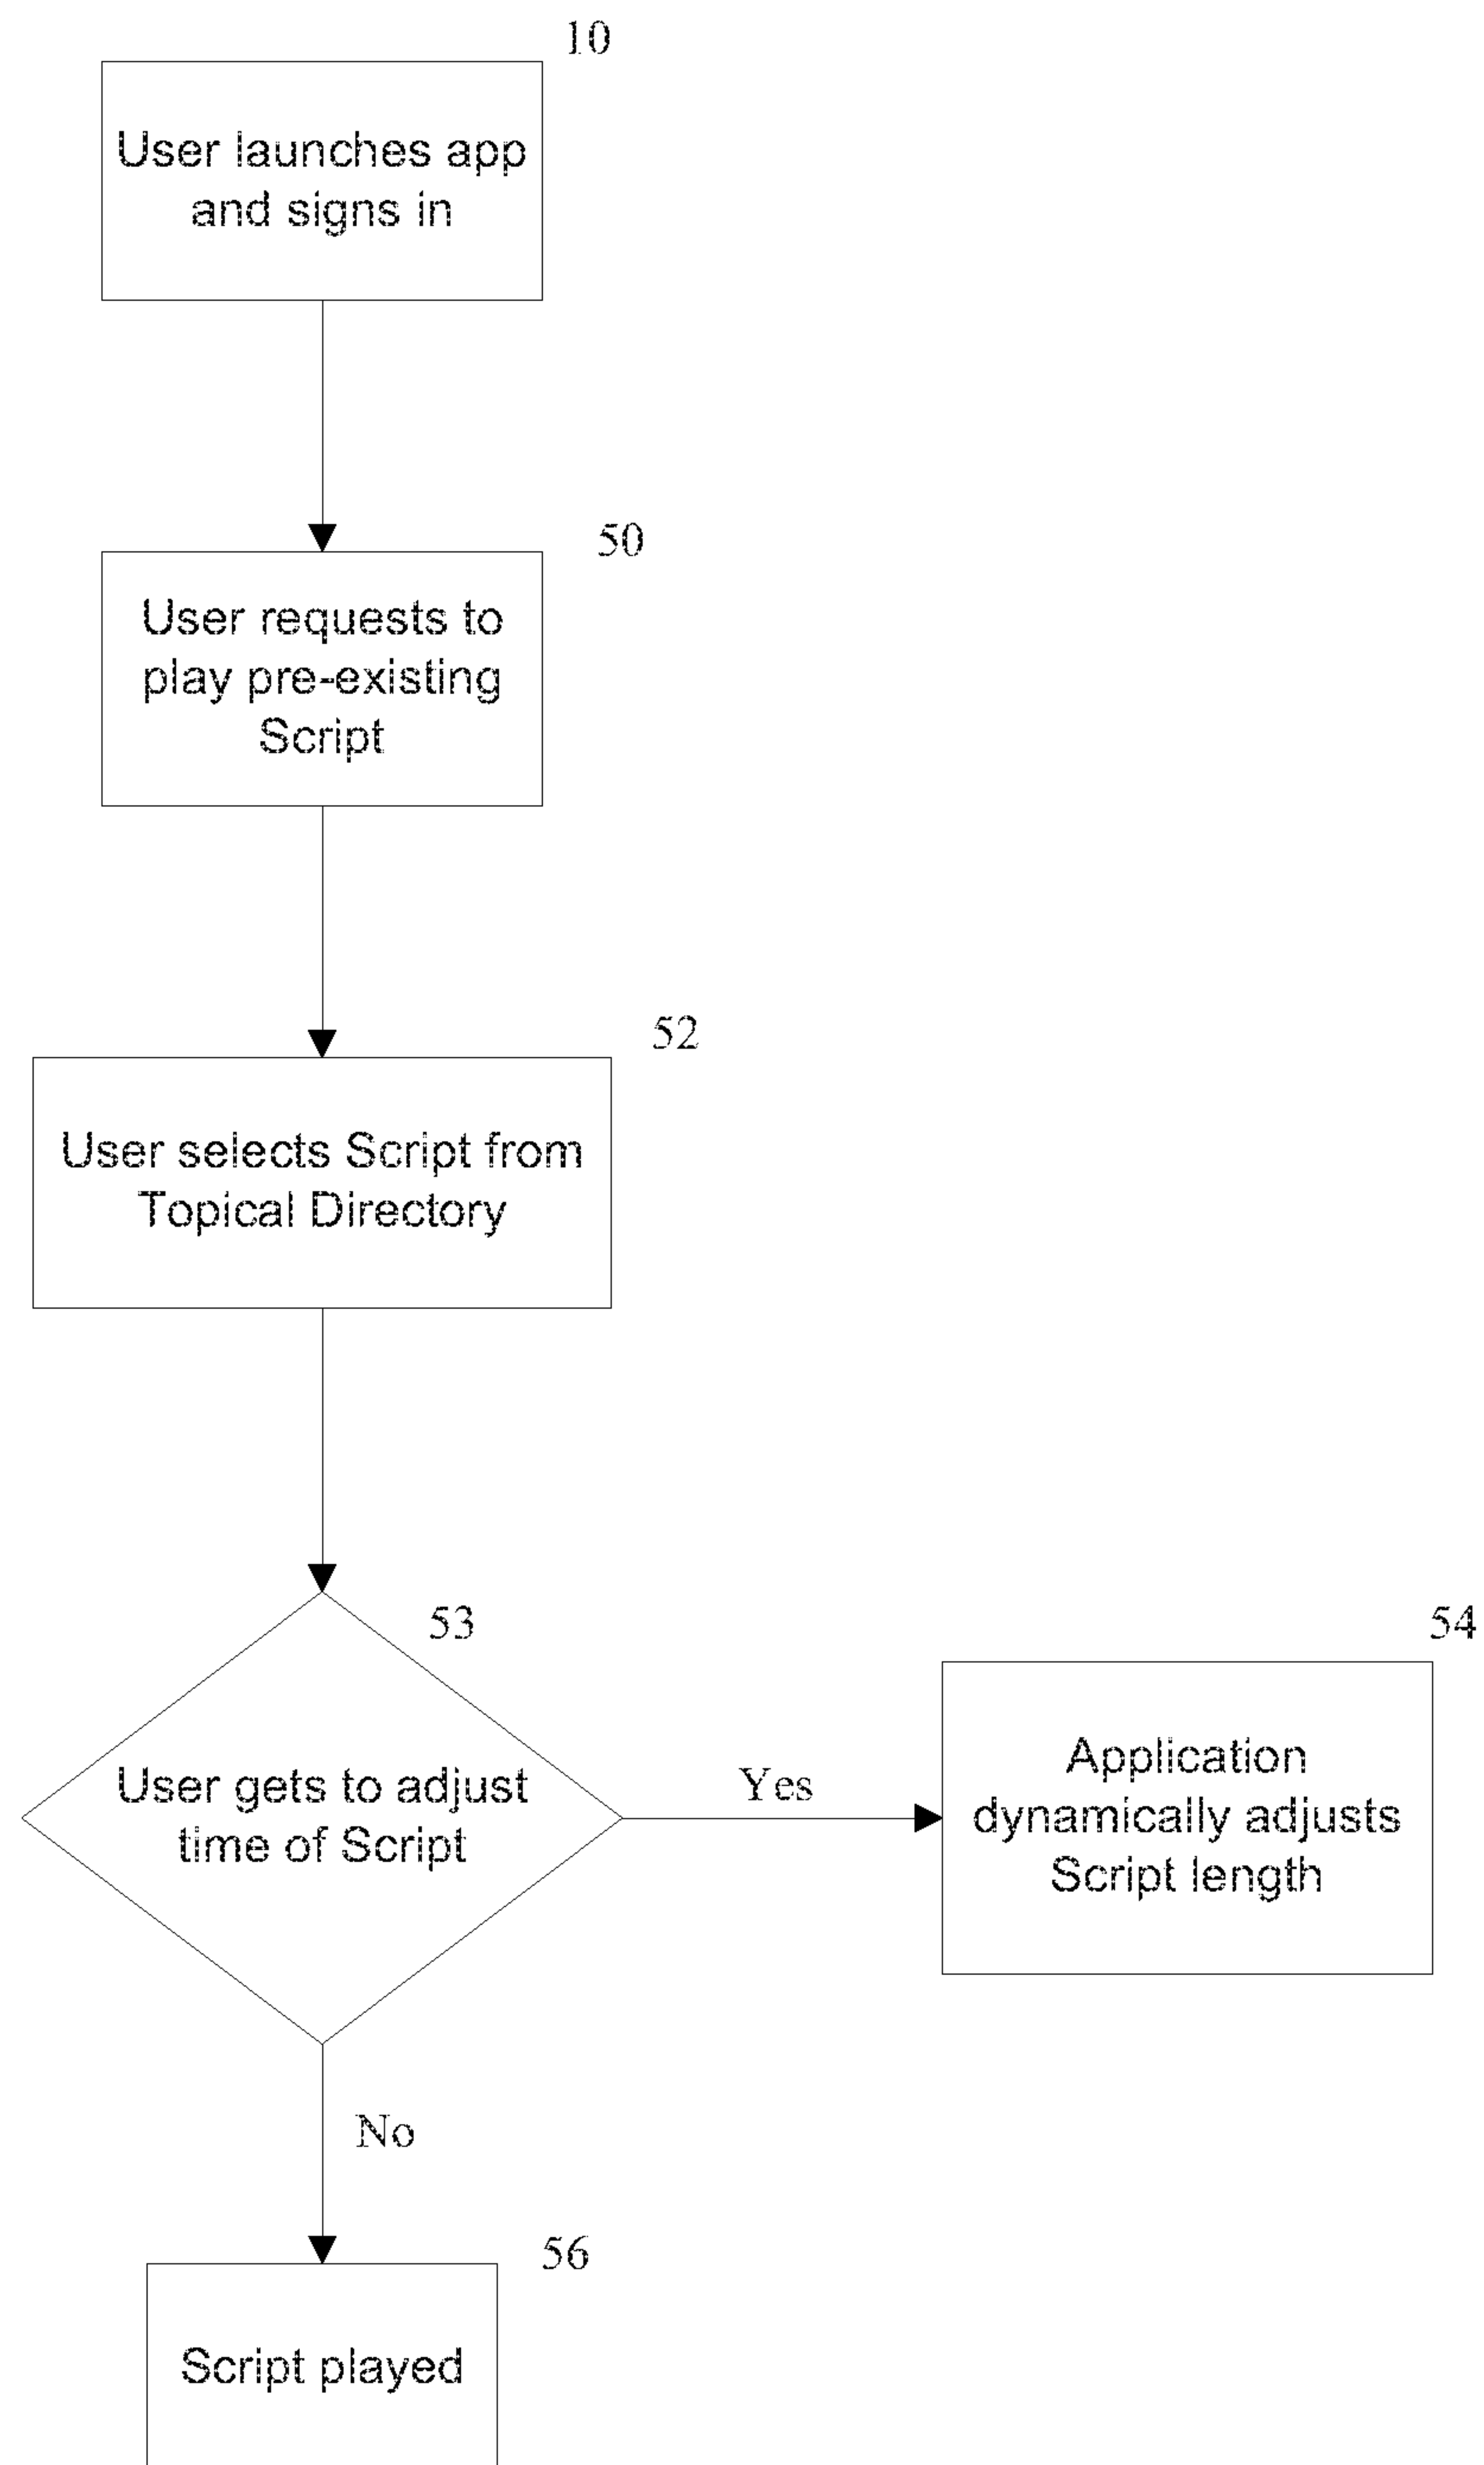 10
User launches app
and signs in
50
User requests to
play pre-existing
Script
52
User selects Script from
Topical Directory
53
User gets to adjust
time of Script
Yes
54
Application
dynamically adjusts
Script length
No
56
Script played